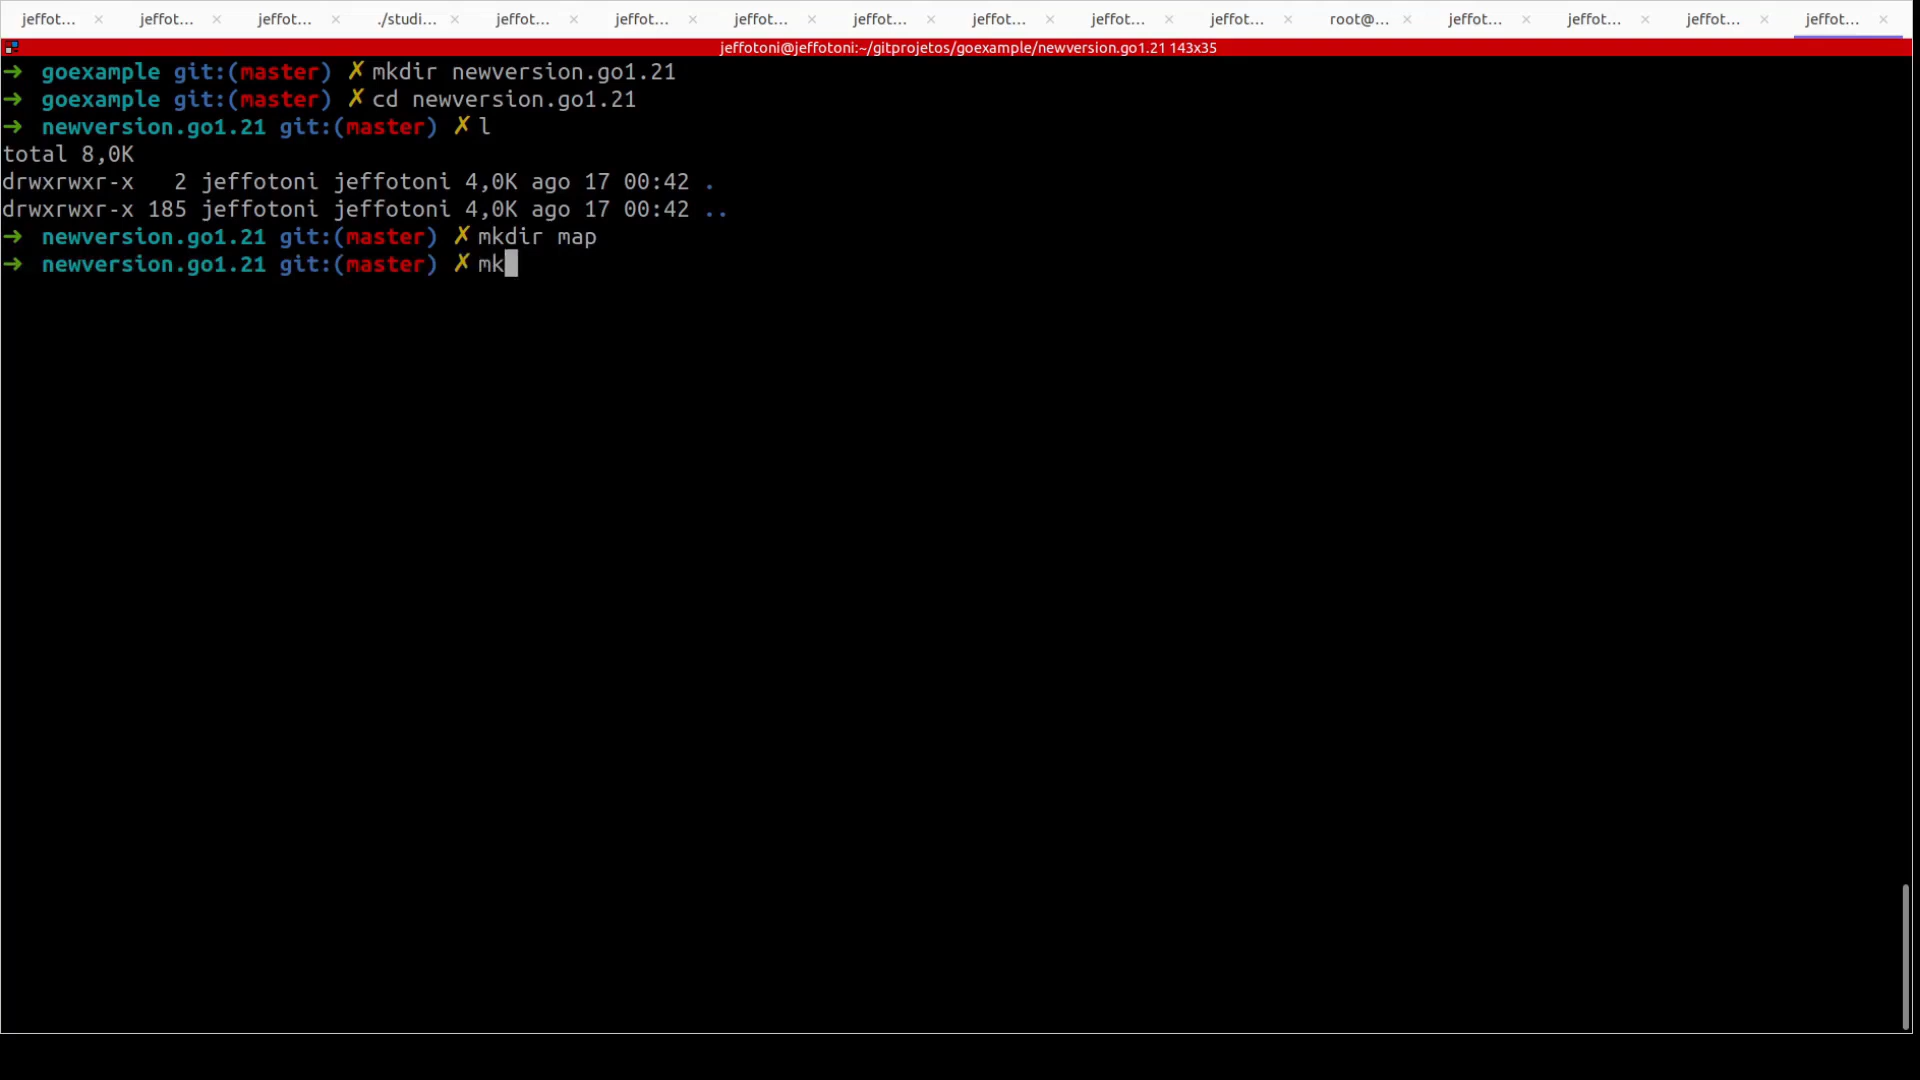 jeffot... × jeffot... × jeffot... × ./studi... × jeffot... × jeffot... × jeffot... × jeffot... × jeffot... × jeffot... × jeffot... × root@... × jeffot... × jeffot... × jeffot... × jeffot... ×
jeffotoni@jeffotoni:~/gitprojetos/goexample/newversion.go1.21 143x35
➜ goexample git:(master) ✗ mkdir newversion.go1.21
➜ goexample git:(master) ✗ cd newversion.go1.21
➜ newversion.go1.21 git:(master) ✗ l
total 8,0K
drwxrwxr-x   2 jeffotoni jeffotoni 4,0K ago 17 00:42 .
drwxrwxr-x 185 jeffotoni jeffotoni 4,0K ago 17 00:42 ..
➜ newversion.go1.21 git:(master) ✗ mkdir map
➜ newversion.go1.21 git:(master) ✗ mk